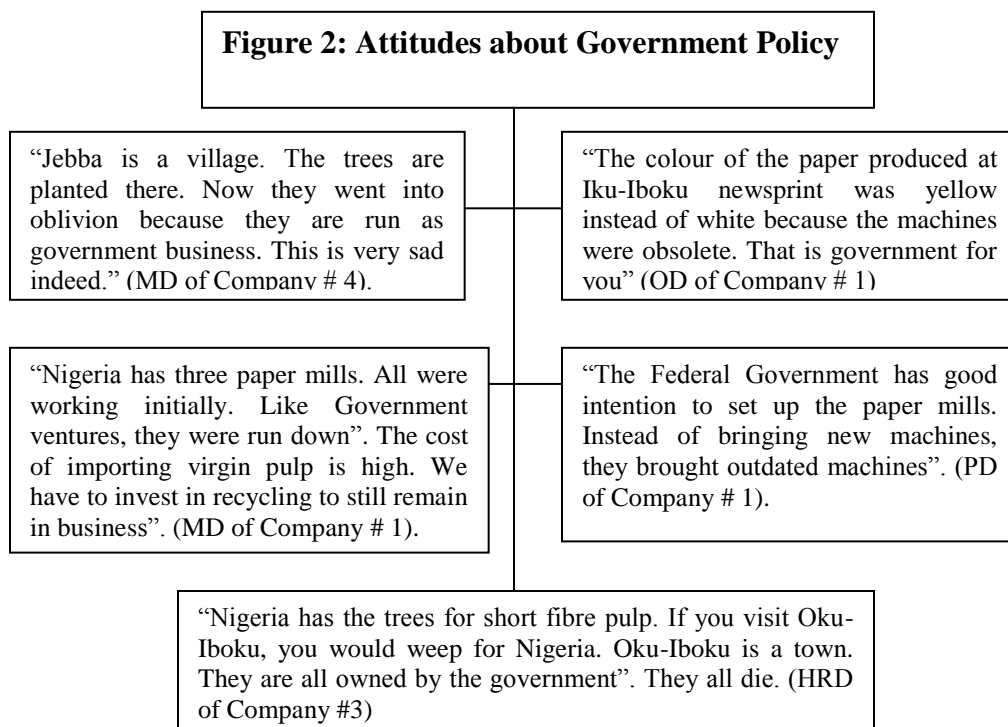 Figure 2: Attitudes about Government Policy
“Jebba is a village. The trees are
planted there. Now they went into
oblivion because they are run as
government business. This is very sad
indeed.” (MD of Company # 4).
“The colour of the paper produced at
Iku-Iboku newsprint was yellow
instead of white because the machines
were obsolete. That is government for
you” (OD of Company # 1)
“Nigeria has three paper mills. All were
working initially. Like Government
ventures, they were run down”. The cost
of importing virgin pulp is high. We
have to invest in recycling to still remain
in business”. (MD of Company # 1).
“The Federal Government has good
intention to set up the paper mills.
Instead of bringing new machines,
they brought outdated machines”. (PD
of Company # 1).
“Nigeria has the trees for short fibre pulp. If you visit Oku-
Iboku, you would weep for Nigeria. Oku-Iboku is a town.
They are all owned by the government”. They all die. (HRD
of Company #3)